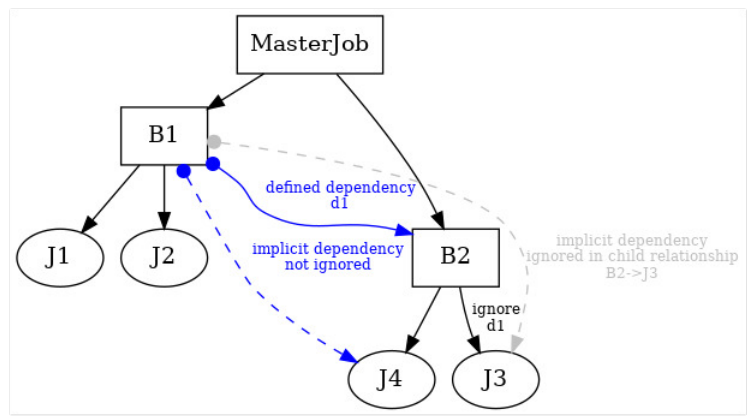 MasterJob
B1
defined dependency
d1
J1
J2
implicit dependency
not ignored
B2
implicit dependency
ignored in child relationship
B2->J3
ignore
d1
J4
J3